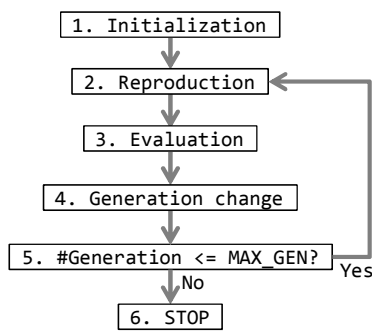 1. Initialization
2. Reproduction
3. Evaluation
4. Generation change
5. #Generation <= MAX_GEN?
Yes
No
6. STOP